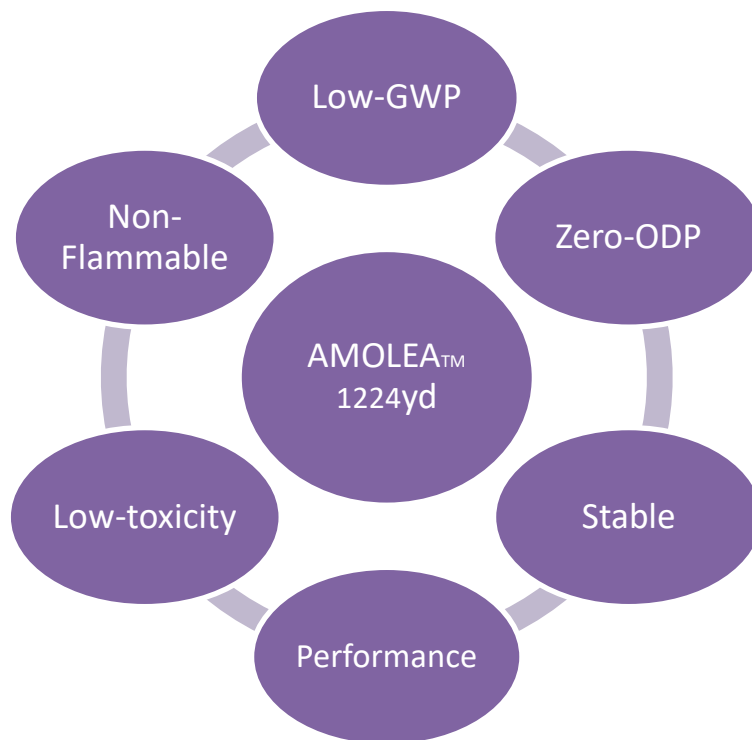 Low-GWP
Zero-ODP
Stable
Performance
Low-toxicity
Non-
Flammable
AMOLEA™
1224yd